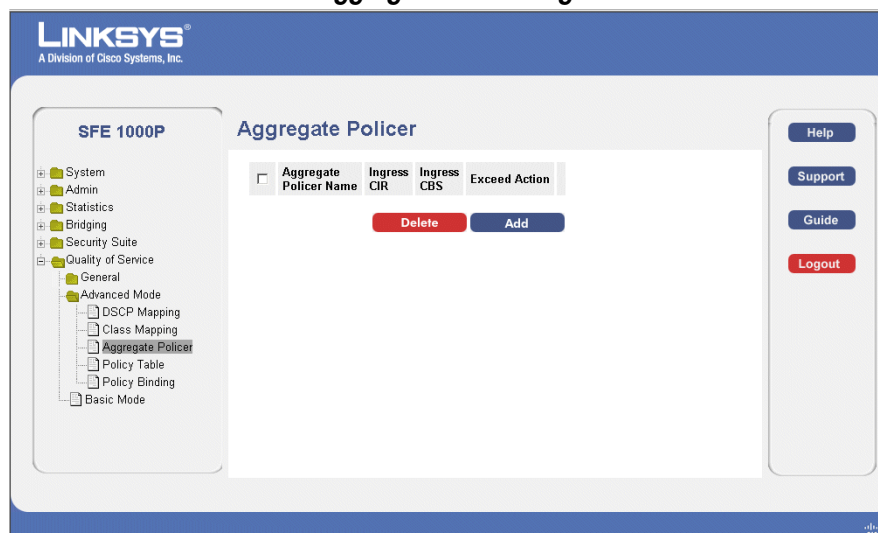 LINKSYS®
A Division of Cisco Systems, Inc.
SFE 1000P
System
Admin
Statistics
Bridging
Security Suite
Quality of Service
General
Advanced Mode
DSCP Mapping
Class Mapping
Aggregate Policer
Policy Table
Policy Binding
Basic Mode
Aggregate Policer
Aggregate Policer Name Ingress CIR Ingress CBS Exceed Action
Delete Add
Help
Support
Guide
Logout